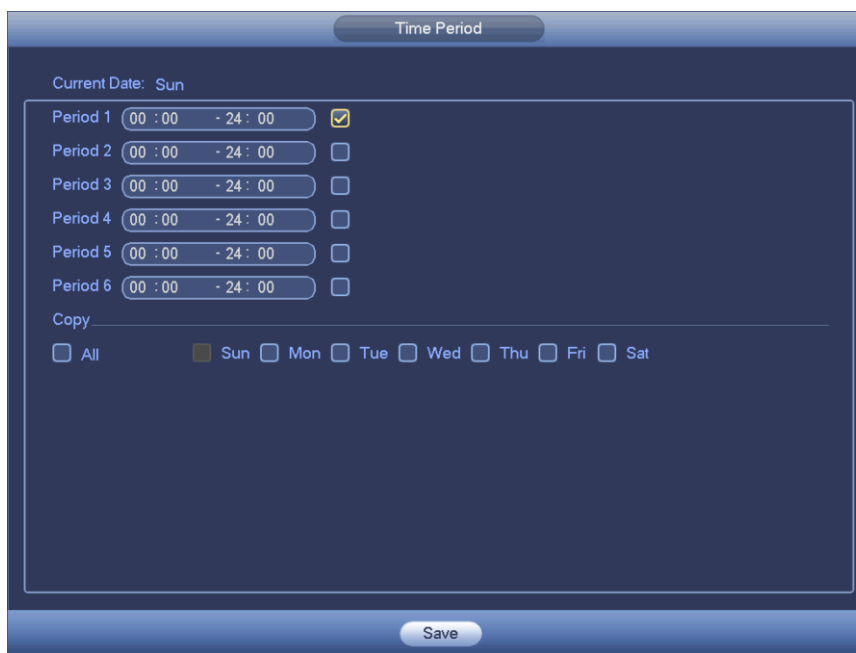 Time Period
Current Date: Sun
Period 1 00 :00 - 24 : 00
Period 2 00 :00 - 24 : 00
Period 3 00 :00 - 24 : 00
Period 4 00 :00 - 24 : 00
Period 5 00 :00 - 24 : 00
Period 6 00 :00 - 24 : 00
Copy
All Sun Mon Tue Wed Thu Fri Sat
Save